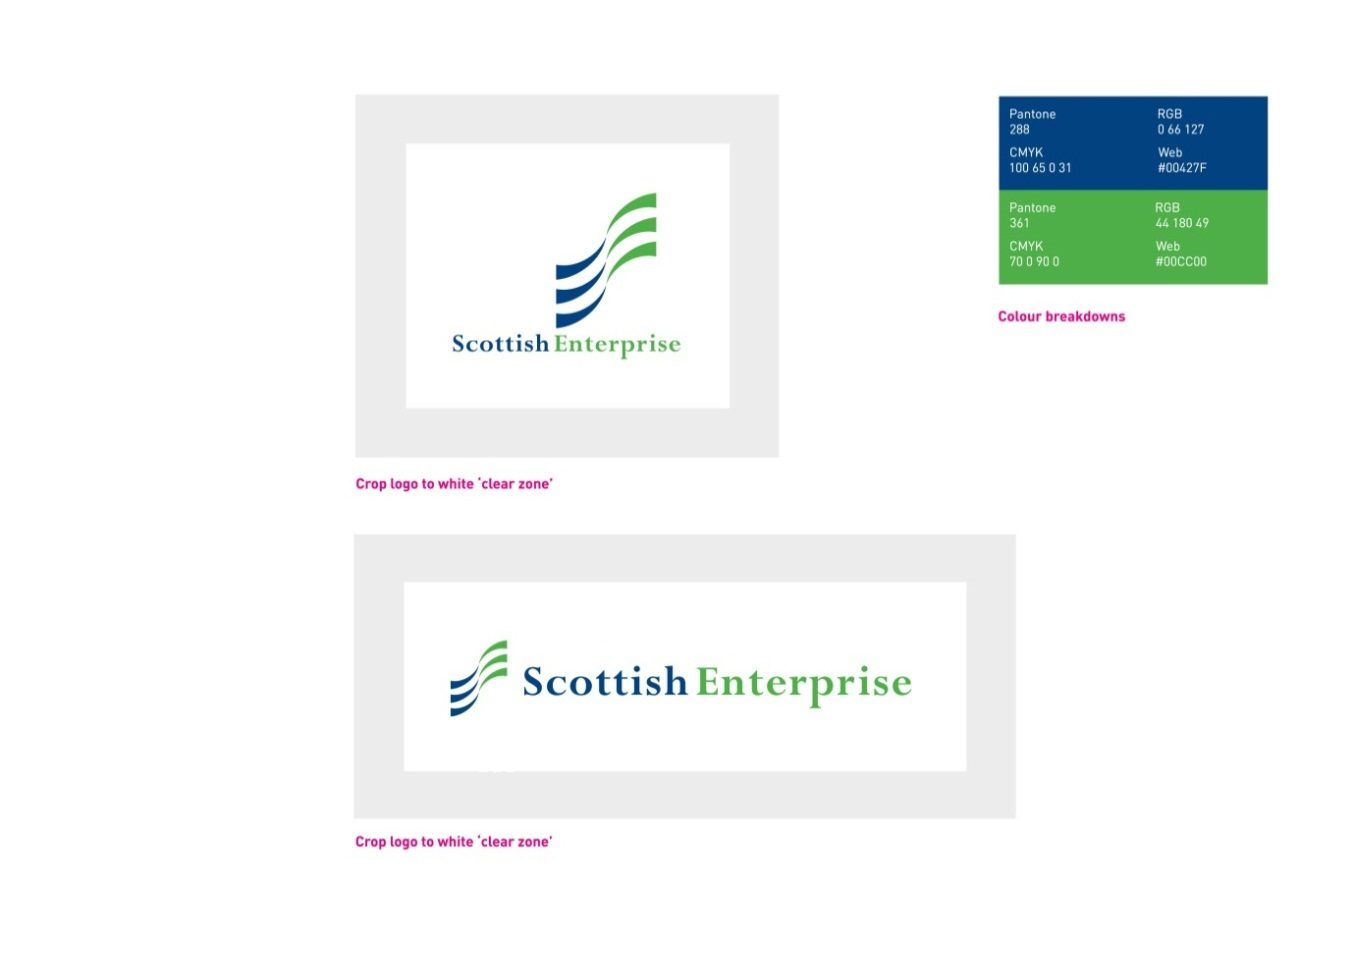 Scottish Enterprise
Crop logo to white ‘clear zone’
Pantone
288
CMYK
100 65 0 31
RGB
0 66 127
Web
#00427F
Pantone
361
CMYK
70 0 90 0
RGB
44 180 49
Web
#00CC00
Colour breakdowns
Scottish Enterprise
Crop logo to white ‘clear zone’